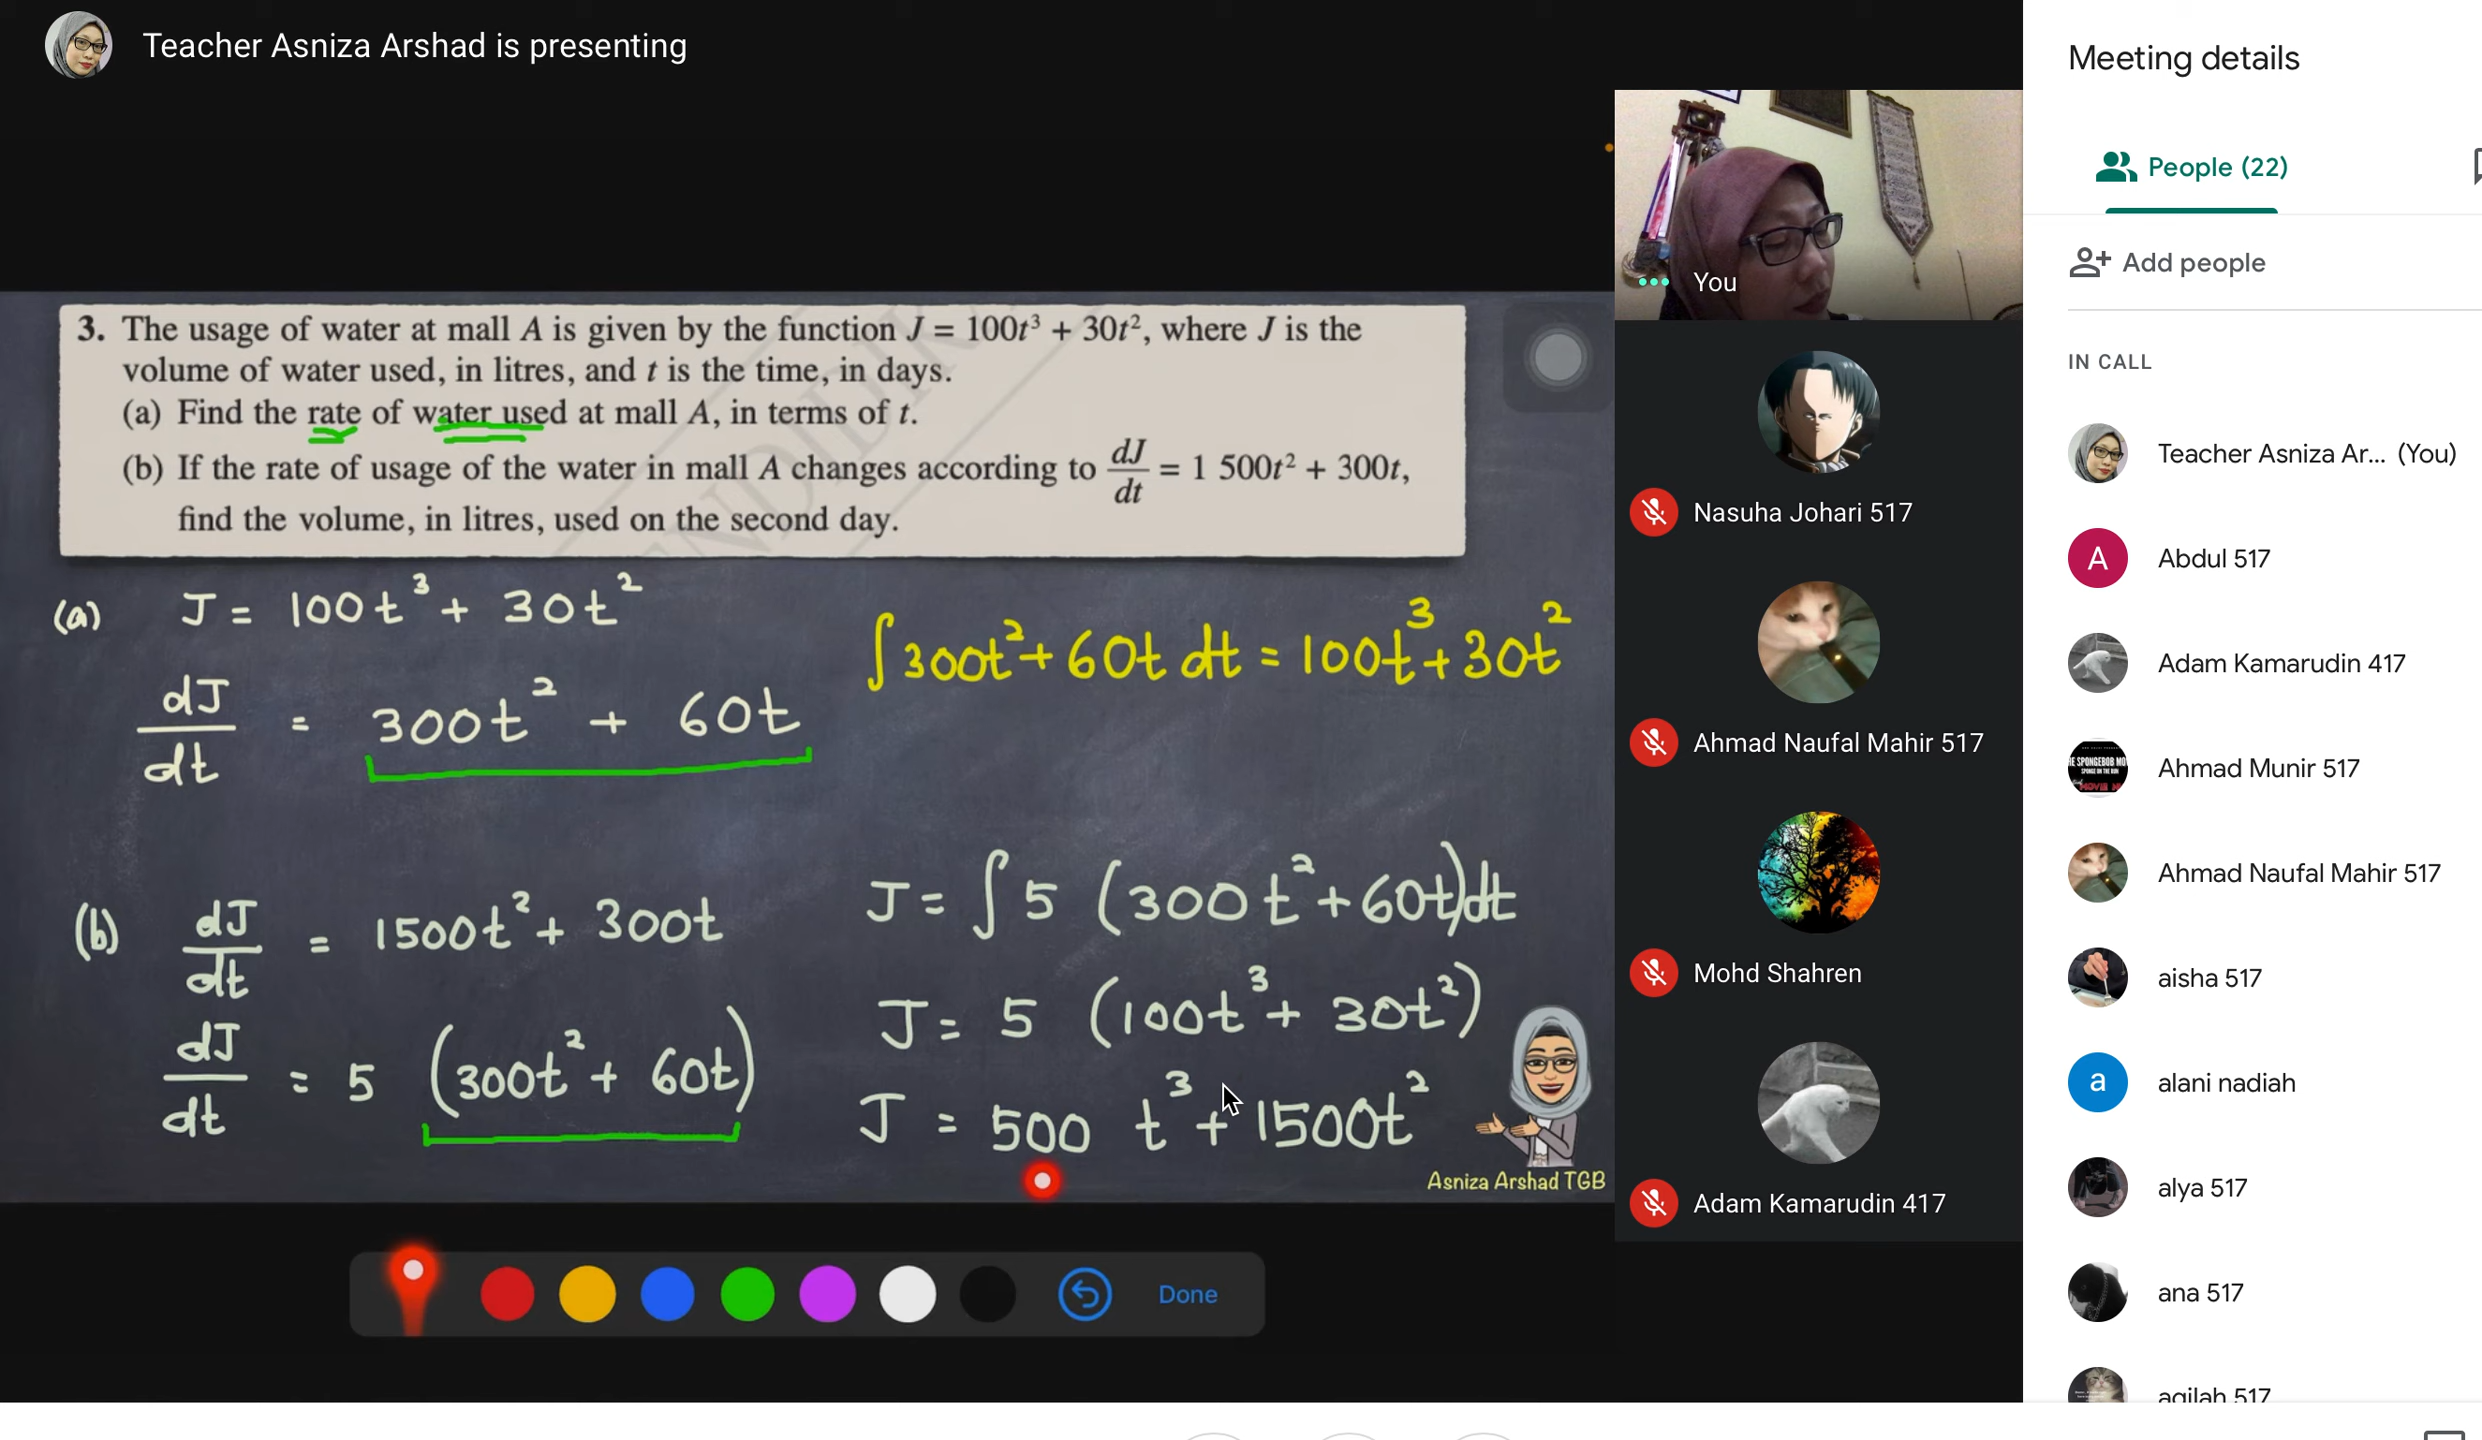 Teacher Asniza Arshad is presenting
3. The usage of water at mall A is given by the function J = 100t³ + 30t², where J is the
volume of water used, in litres, and t is the time, in days.
(a) Find the rate of water used at mall A, in terms of t.
(b) If the rate of usage of the water in mall A changes according to dJ/dt = 1 500t² + 300t,
find the volume, in litres, used on the second day.
(a) J = 100t³ + 30t²
dJ/dt = 300t² + 60t
∫300t² + 60t dt = 100t³ + 30t²
(b) dJ/dt = 1500t² + 300t
dJ/dt = 5 (300t² + 60t)
J = ∫ 5 (300t² + 60t)dt
J = 5 (100t³ + 30t²)
J = 500 t³ + 1500t²
Asniza Arshad TGB
Done
You
Nasuha Johari 517
Ahmad Naufal Mahir 517
Mohd Shahren
Adam Kamarudin 417
Meeting details
People (22)
Add people
IN CALL
Teacher Asniza Ar... (You)
A
Abdul 517
Adam Kamarudin 417
Ahmad Munir 517
Ahmad Naufal Mahir 517
aisha 517
a
alani nadiah
alya 517
ana 517
aqilah 517